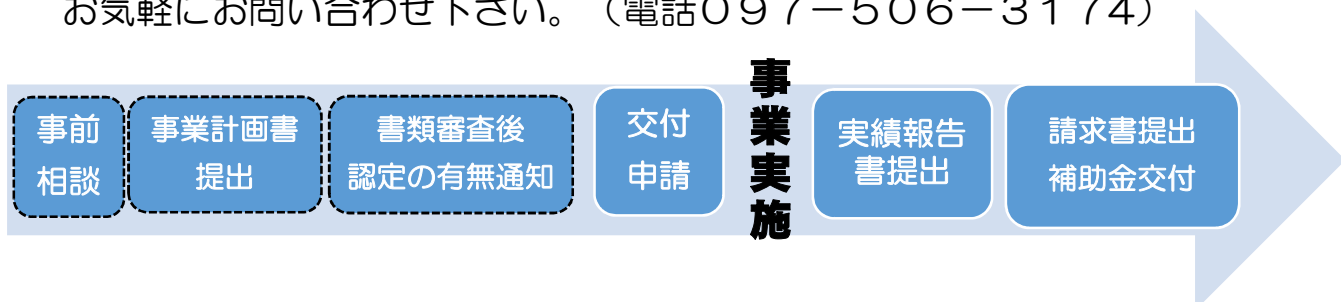 お気軽にお問い合わせ下さい。（電話０９７－５０６－３１７４）
事前
相談
事業計画書
提出
書類審査後
認定の有無通知
交付
申請
事業実施
実績報告
書提出
請求書提出
補助金交付